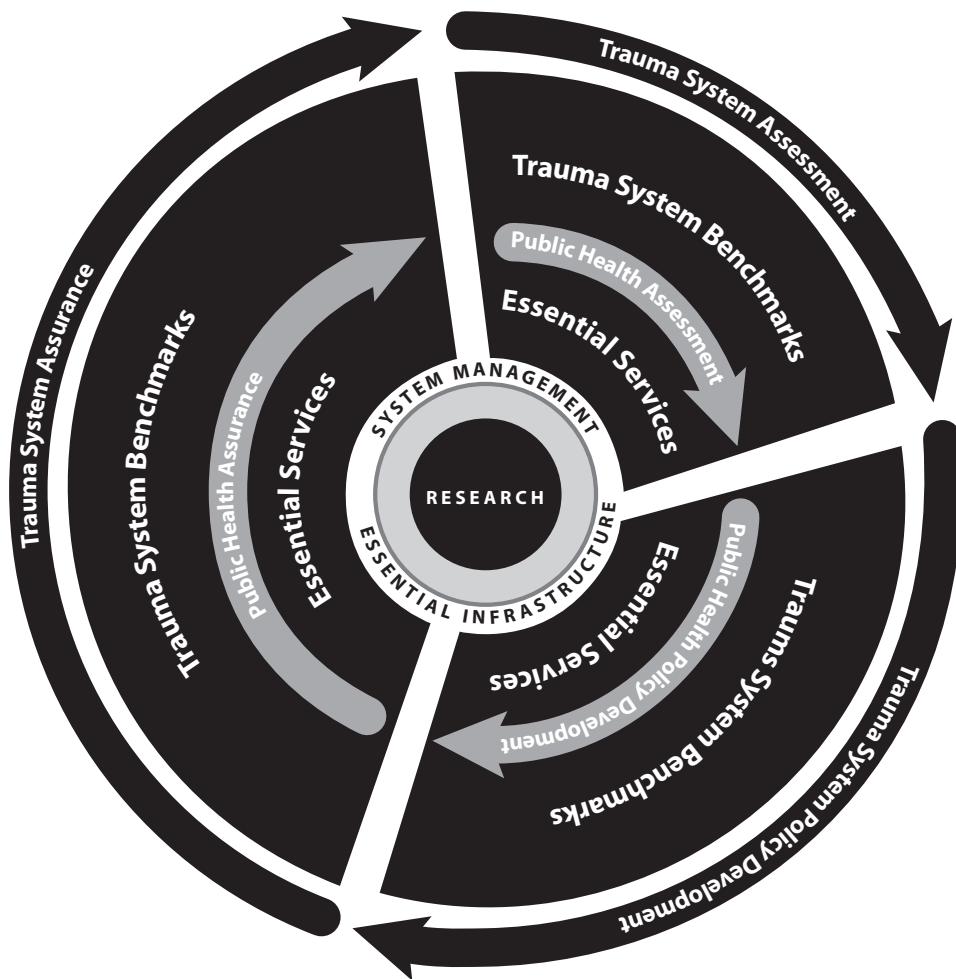 Trauma System Assessment
Trauma System Benchmarks
Public Health Assessment
Essential Services
Trauma System Policy Development
Traums System Benchmarks
Public Health Policy Development
Essential Services
Trauma System Assurance
Trauma System Benchmarks
Public Health Assurance
Essential Services
SYSTEM MANAGEMENT
RESEARCH
ESSENTIAL INFRASTRUCTURE